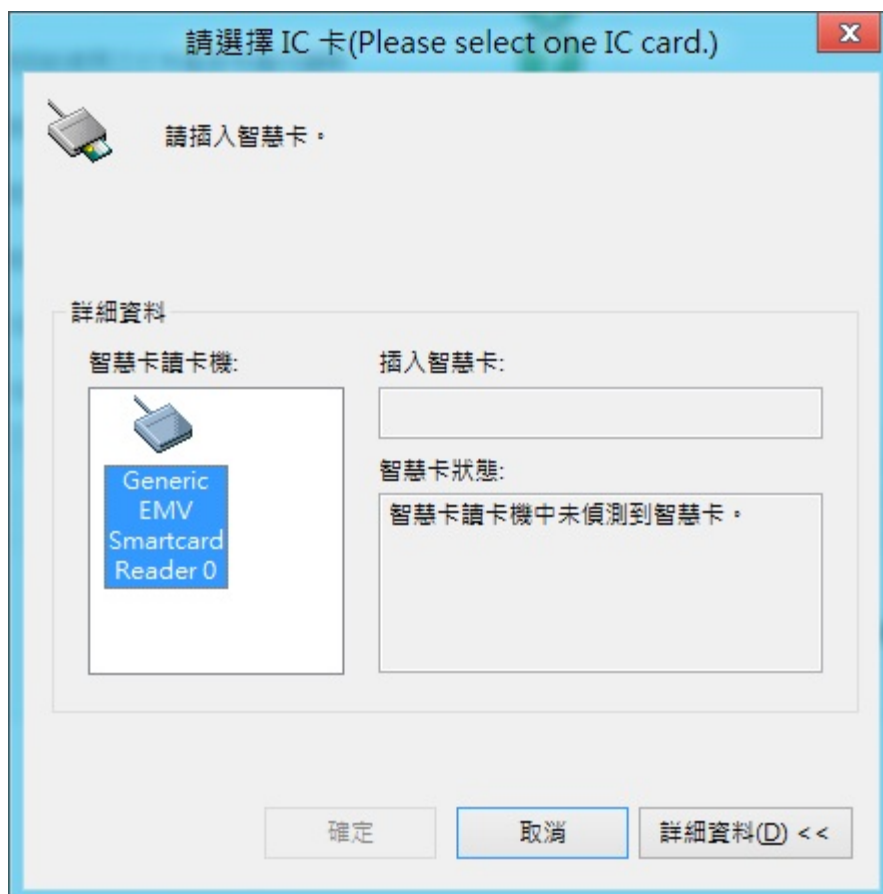 請選擇 IC 卡(Please select one IC card.)
x
請插入智慧卡。
詳細資料
智慧卡讀卡機:
插入智慧卡:
Generic
EMV
Smartcard
Reader 0
智慧卡狀態:
智慧卡讀卡機中未偵測到智慧卡。
確定
取消
詳細資料(D) <<